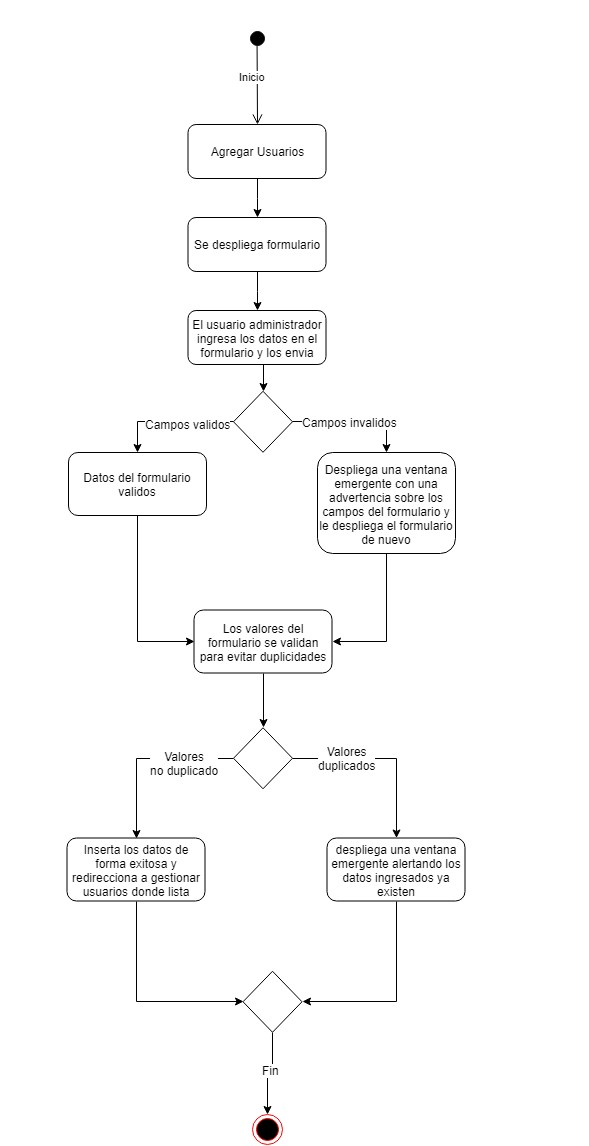 Inicio
Agregar Usuarios
Se despliega formulario
El usuario administrador
ingresa los datos en el
formulario y los envia
Campos validos
Campos invalidos
Datos del formulario
validos
Despliega una ventana
emergente con una
advertencia sobre los
campos del formulario y
le despliega el formulario
de nuevo
Los valores del
formulario se validan
para evitar duplicidades
Valores
no duplicado
Valores
duplicados
Inserta los datos de
forma exitosa y
redirecciona a gestionar
usuarios donde lista
despliega una ventana
emergente alertando los
datos ingresados ya
existen
Fin